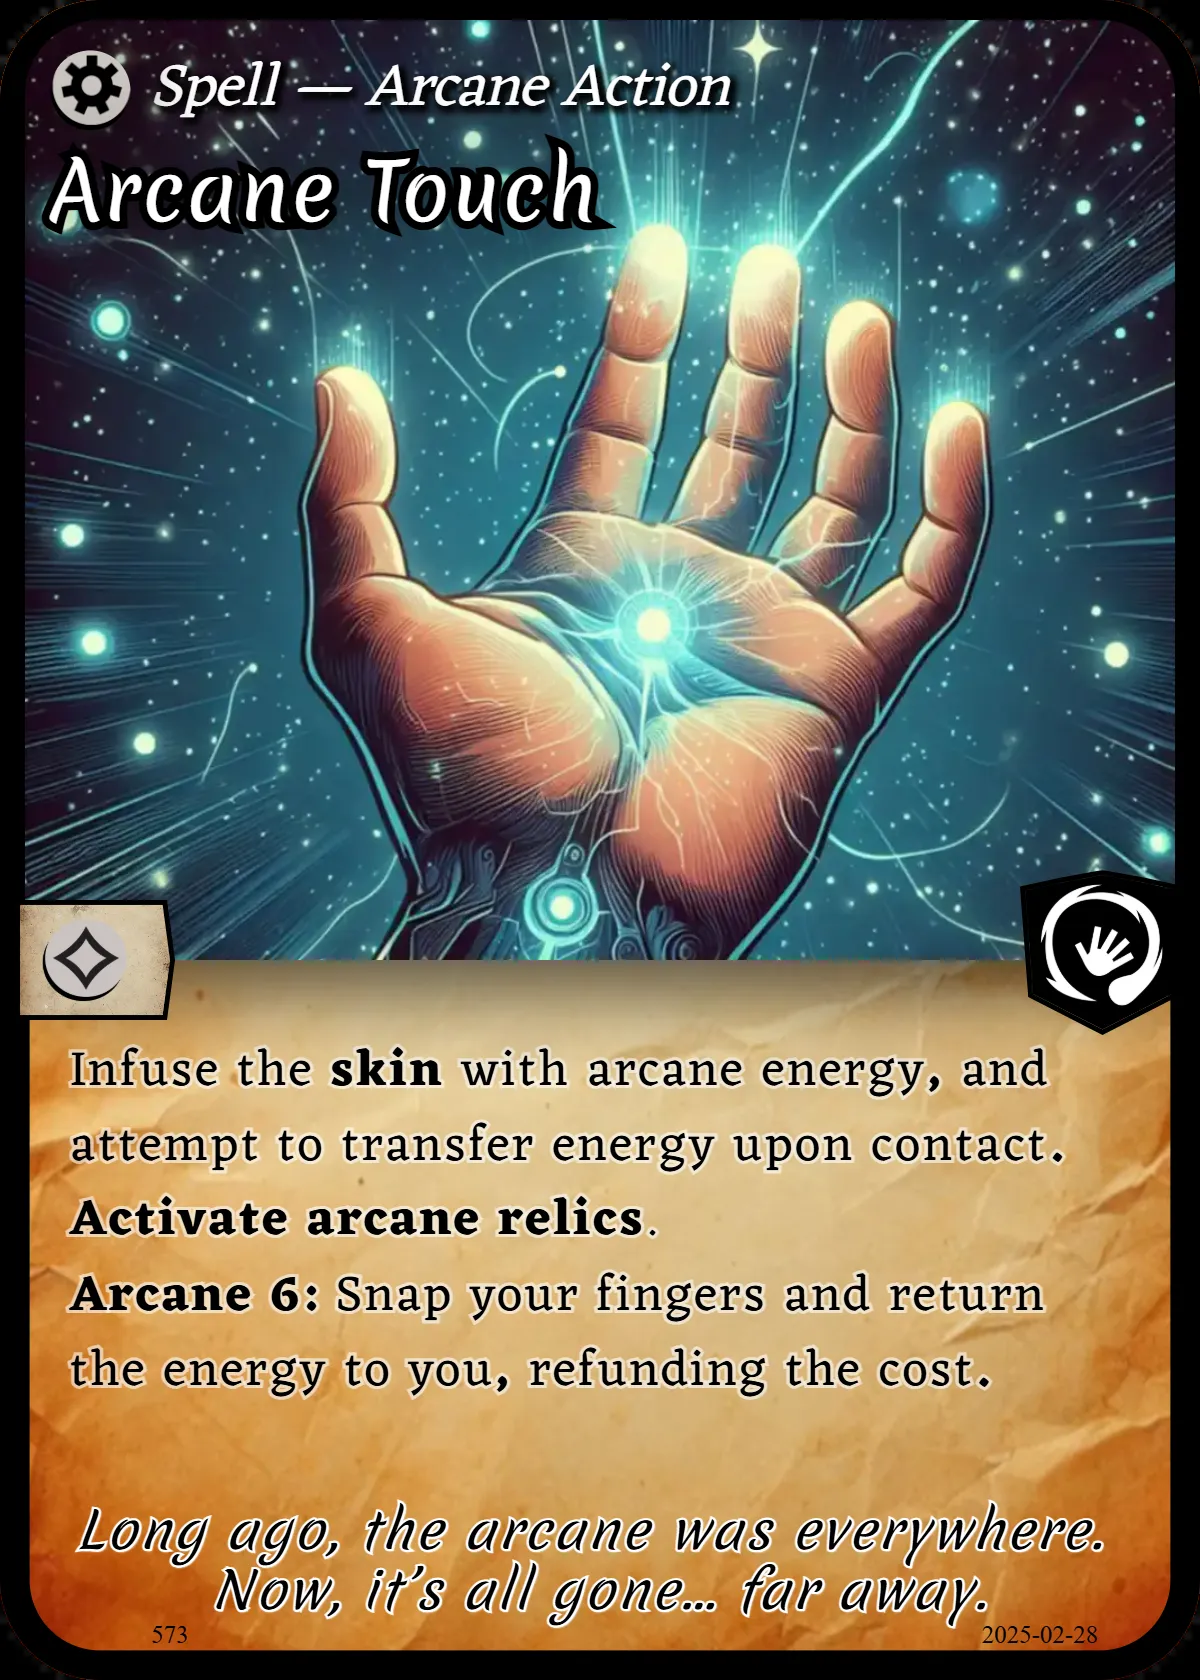 Spell — Arcane Action
Arcane Touch
Infuse the skin with arcane energy, and
attempt to transfer energy upon contact.
Activate arcane relics.
Arcane 6: Snap your fingers and return
the energy to you, refunding the cost.
Long ago, the arcane was everywhere.
Now, it's all gone... far away.
573
2025-02-28